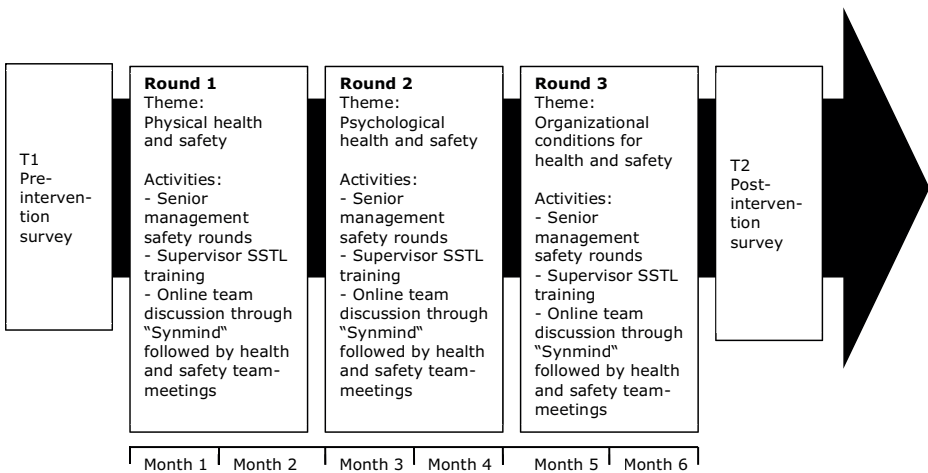 T1
Pre-
interven-
tion
survey
Round 1
Theme:
Physical health
and safety
Activities:
- Senior
management
safety rounds
- Supervisor SSTL
training
- Online team
discussion through
“Synmind“
followed by health
and safety team-
meetings
Round 2
Theme:
Psychological
health and safety
Activities:
- Senior
management
safety rounds
- Supervisor SSTL
training
- Online team
discussion through
“Synmind“
followed by health
and safety team-
meetings
Round 3
Theme:
Organizational
conditions for
health and safety
Activities:
- Senior
management
safety rounds
- Supervisor SSTL
training
- Online team
discussion through
“Synmind“
followed by health
and safety team-
meetings
T2
Post-
interven-
tion
survey
Month 1 Month 2 Month 3 Month 4 Month 5 Month 6